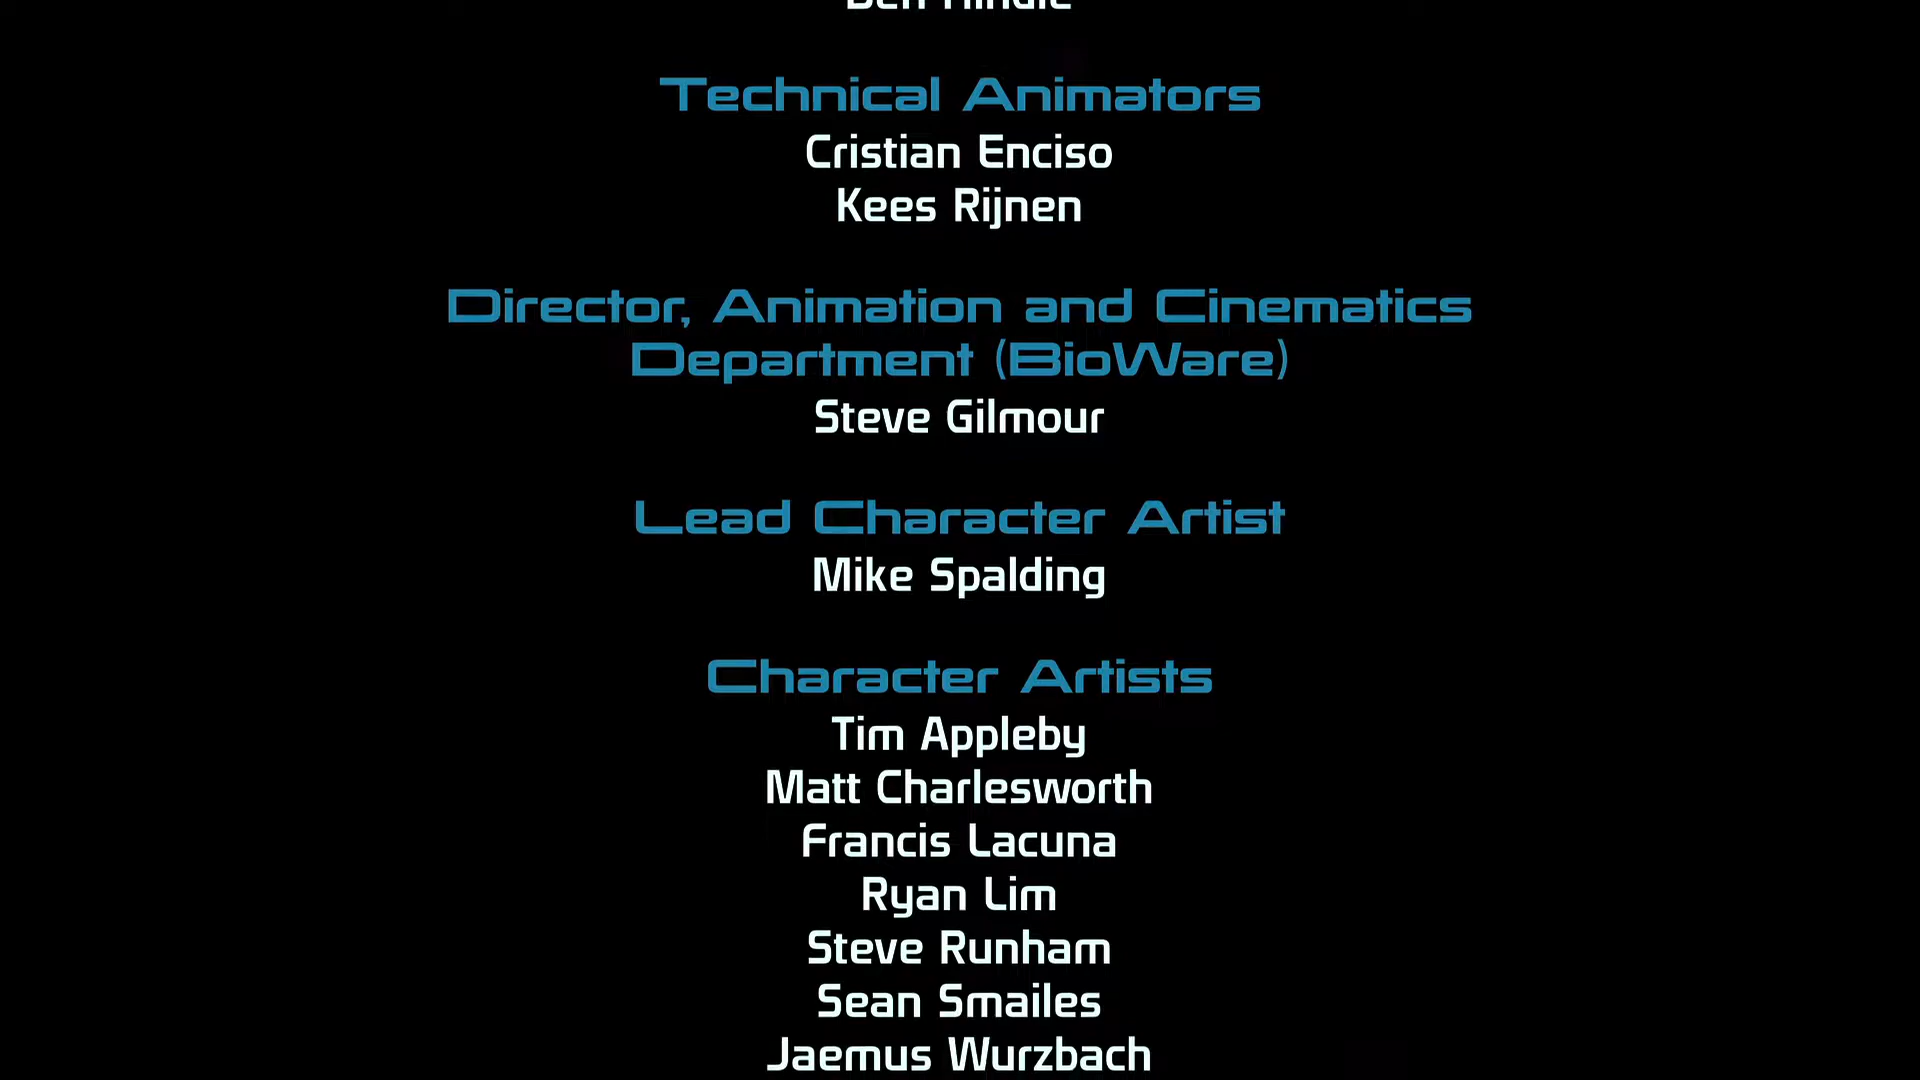 Technical Animators
Cristian Enciso
Kees Rijnen
Director, Animation and Cinematics
Department (BioWare)
Steve Gilmour
Lead Character Artist
Mike Spalding
Character Artists
Tim Appleby
Matt Charlesworth
Francis Lacuna
Ryan Lim
Steve Runham
Sean Smailes
Jaemus Wurzbach